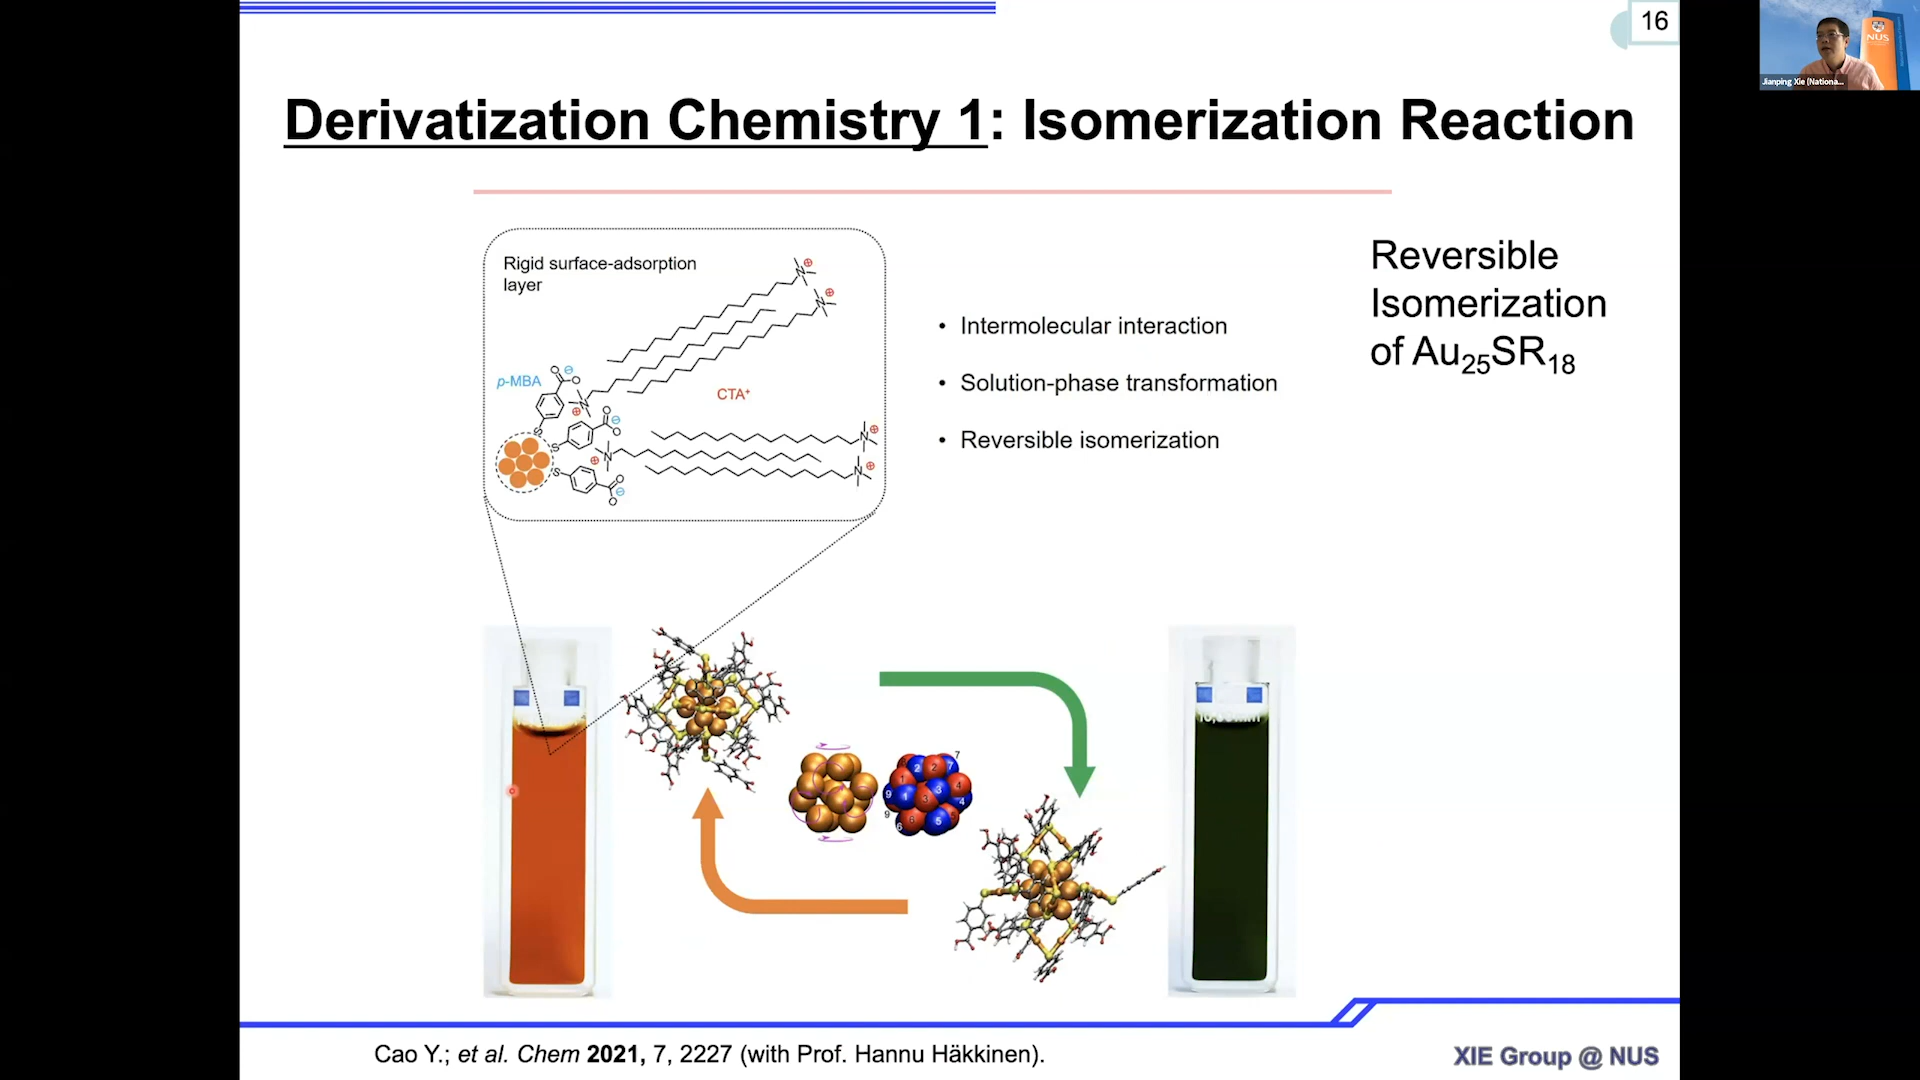 16
NUS
Jianping Xie (Nationa...
Derivatization Chemistry 1: Isomerization Reaction
Rigid surface-adsorption
layer
p-MBA
CTA⁺
• Intermolecular interaction
• Solution-phase transformation
• Reversible isomerization
Reversible
Isomerization
of Au₂₅SR₁₈
Cao Y.; et al. Chem 2021, 7, 2227 (with Prof. Hannu Häkkinen).
XIE Group @ NUS